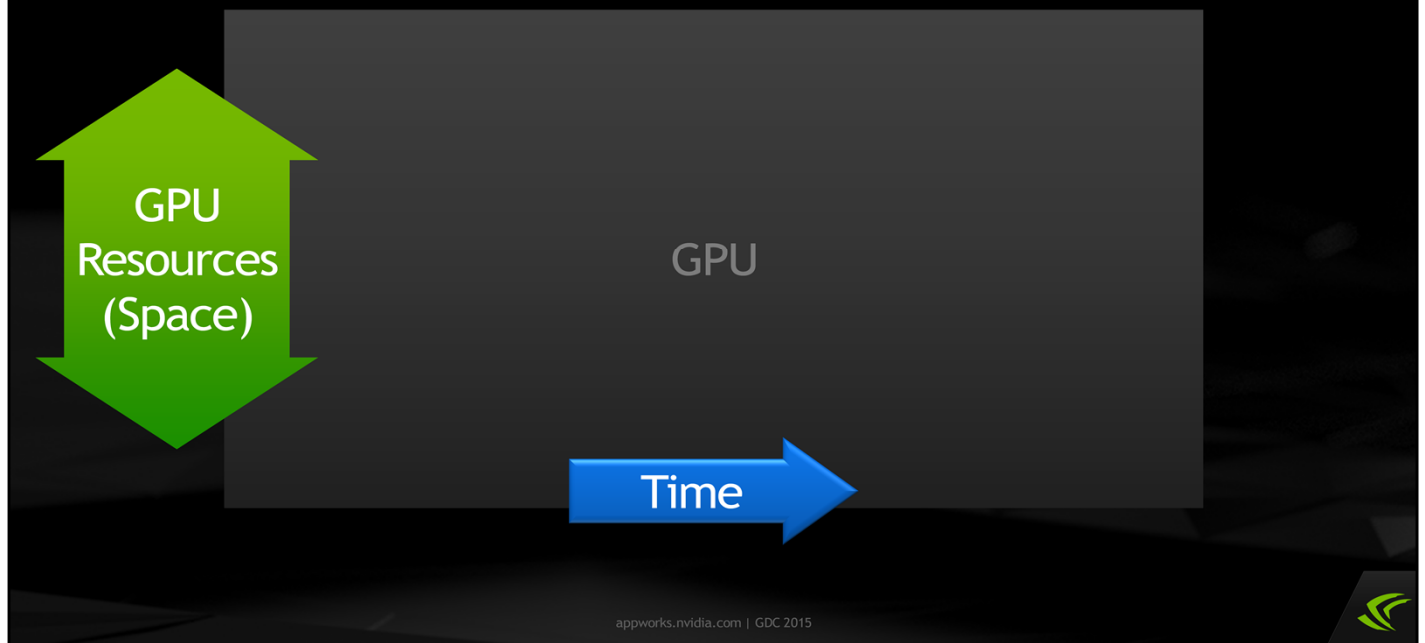 GPU
Resources
(Space)
GPU
Time
appworks.nvidia.com | GDC 2015